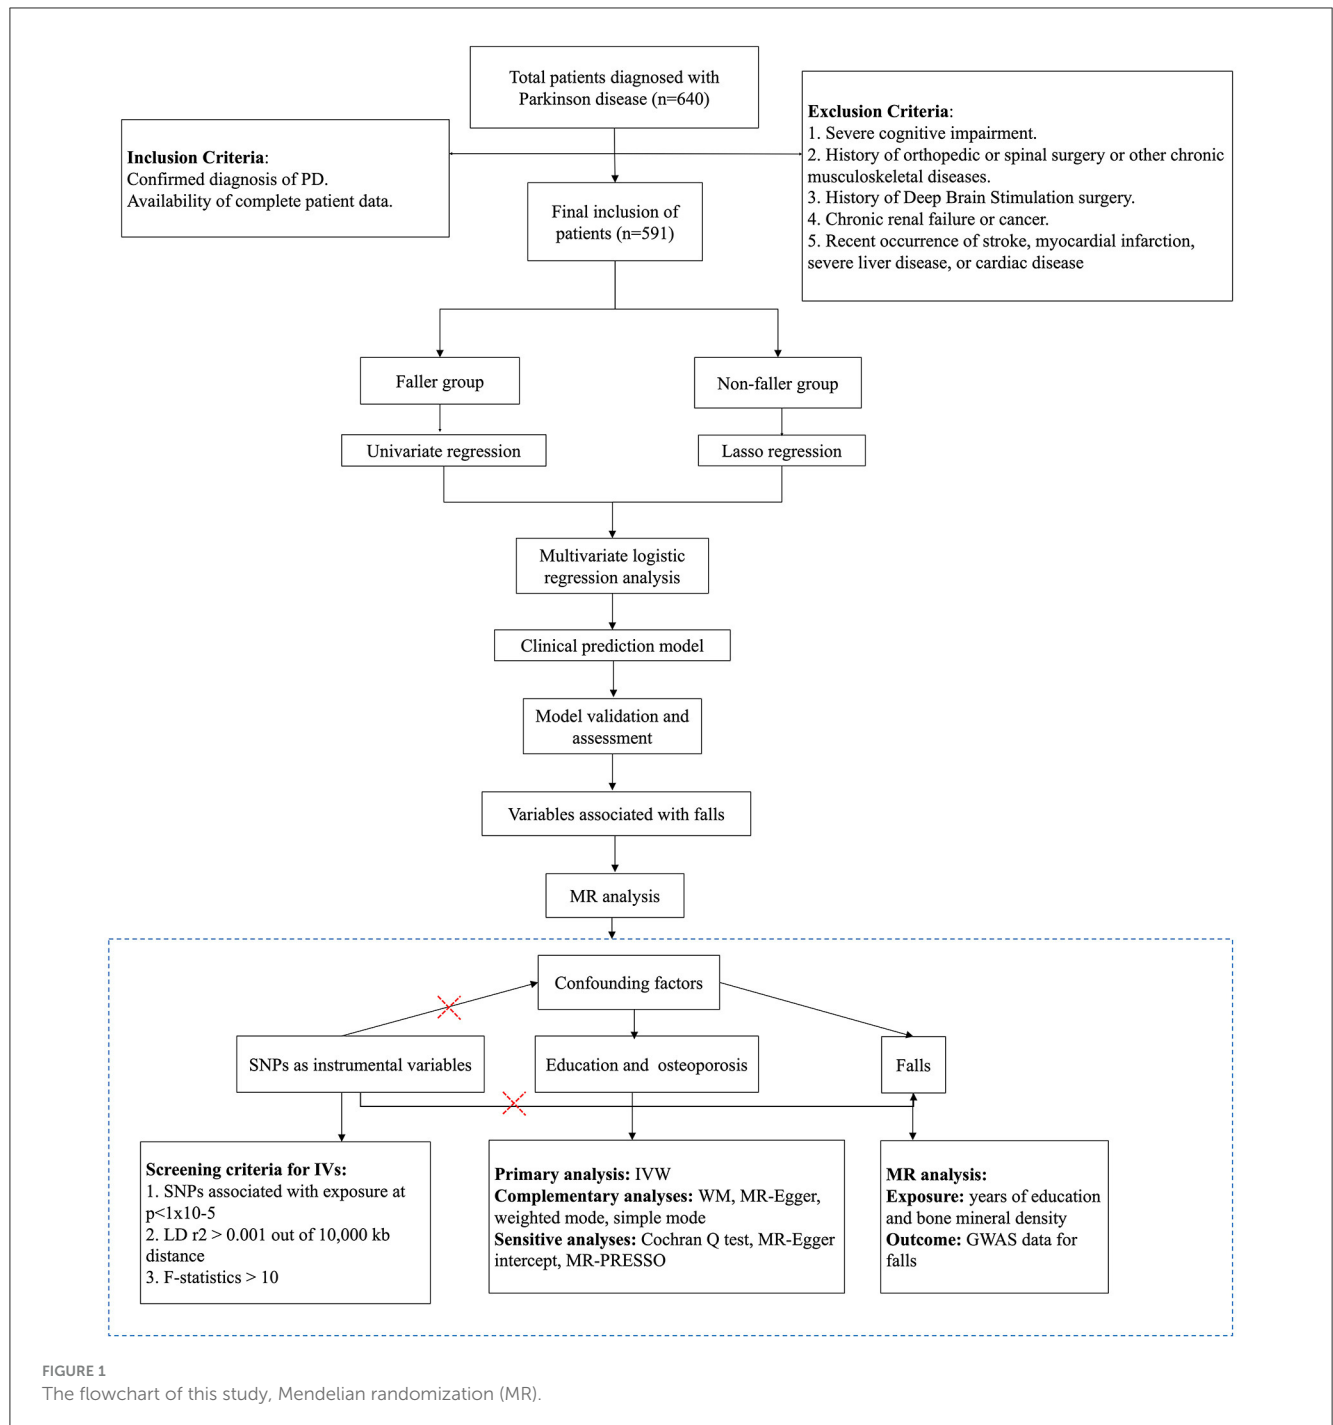 Total patients diagnosed with
Parkinson disease (n=640)
Inclusion Criteria:
Confirmed diagnosis of PD.
Availability of complete patient data.
Exclusion Criteria:
1. Severe cognitive impairment.
2. History of orthopedic or spinal surgery or other chronic
musculoskeletal diseases.
3. History of Deep Brain Stimulation surgery.
4. Chronic renal failure or cancer.
5. Recent occurrence of stroke, myocardial infarction,
severe liver disease, or cardiac disease
Final inclusion of
patients (n=591)
Faller group
Non-faller group
Univariate regression
Lasso regression
Multivariate logistic
regression analysis
Clinical prediction model
Model validation and
assessment
Variables associated with falls
MR analysis
Confounding factors
SNPs as instrumental variables
Education and osteoporosis
Falls
Screening criteria for IVs:
1. SNPs associated with exposure at
p<1x10-5
2. LD r2 > 0.001 out of 10,000 kb
distance
3. F-statistics > 10
Primary analysis: IVW
Complementary analyses: WM, MR-Egger,
weighted mode, simple mode
Sensitive analyses: Cochran Q test, MR-Egger
intercept, MR-PRESSO
MR analysis:
Exposure: years of education
and bone mineral density
Outcome: GWAS data for
falls
FIGURE 1
The flowchart of this study, Mendelian randomization (MR).